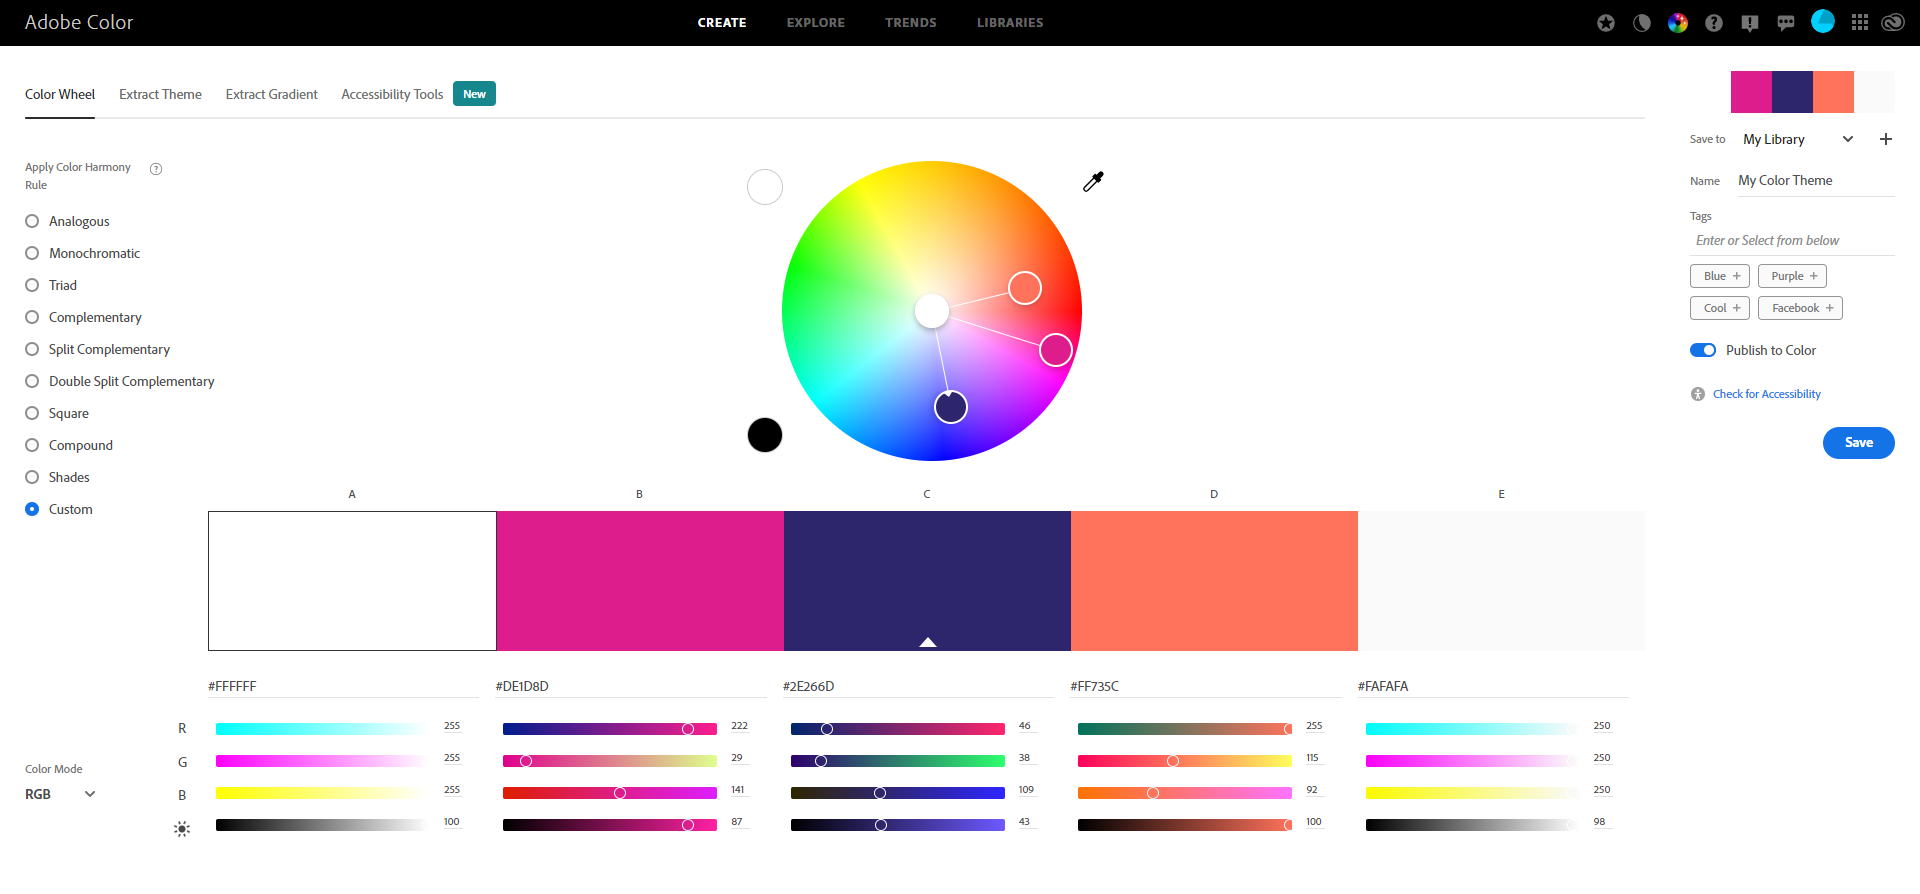 Adobe Color
CREATE EXPLORE TRENDS LIBRARIES
Color Wheel Extract Theme Extract Gradient Accessibility Tools New
Apply Color Harmony
Rule
Analogous
Monochromatic
Triad
Complementary
Split Complementary
Double Split Complementary
Square
Compound
Shades
Custom
Save to My Library
Name My Color Theme
Tags
Enter or Select from below
Blue + Purple +
Cool + Facebook +
Publish to Color
Check for Accessibility
Save
A B C D E
#FFFFFF #DE1D8D #2E266D #FF735C #FAFAFA
R 255 222 46 255 250
G 255 29 38 115 250
B 255 141 109 92 250
100 87 43 100 98
Color Mode
RGB